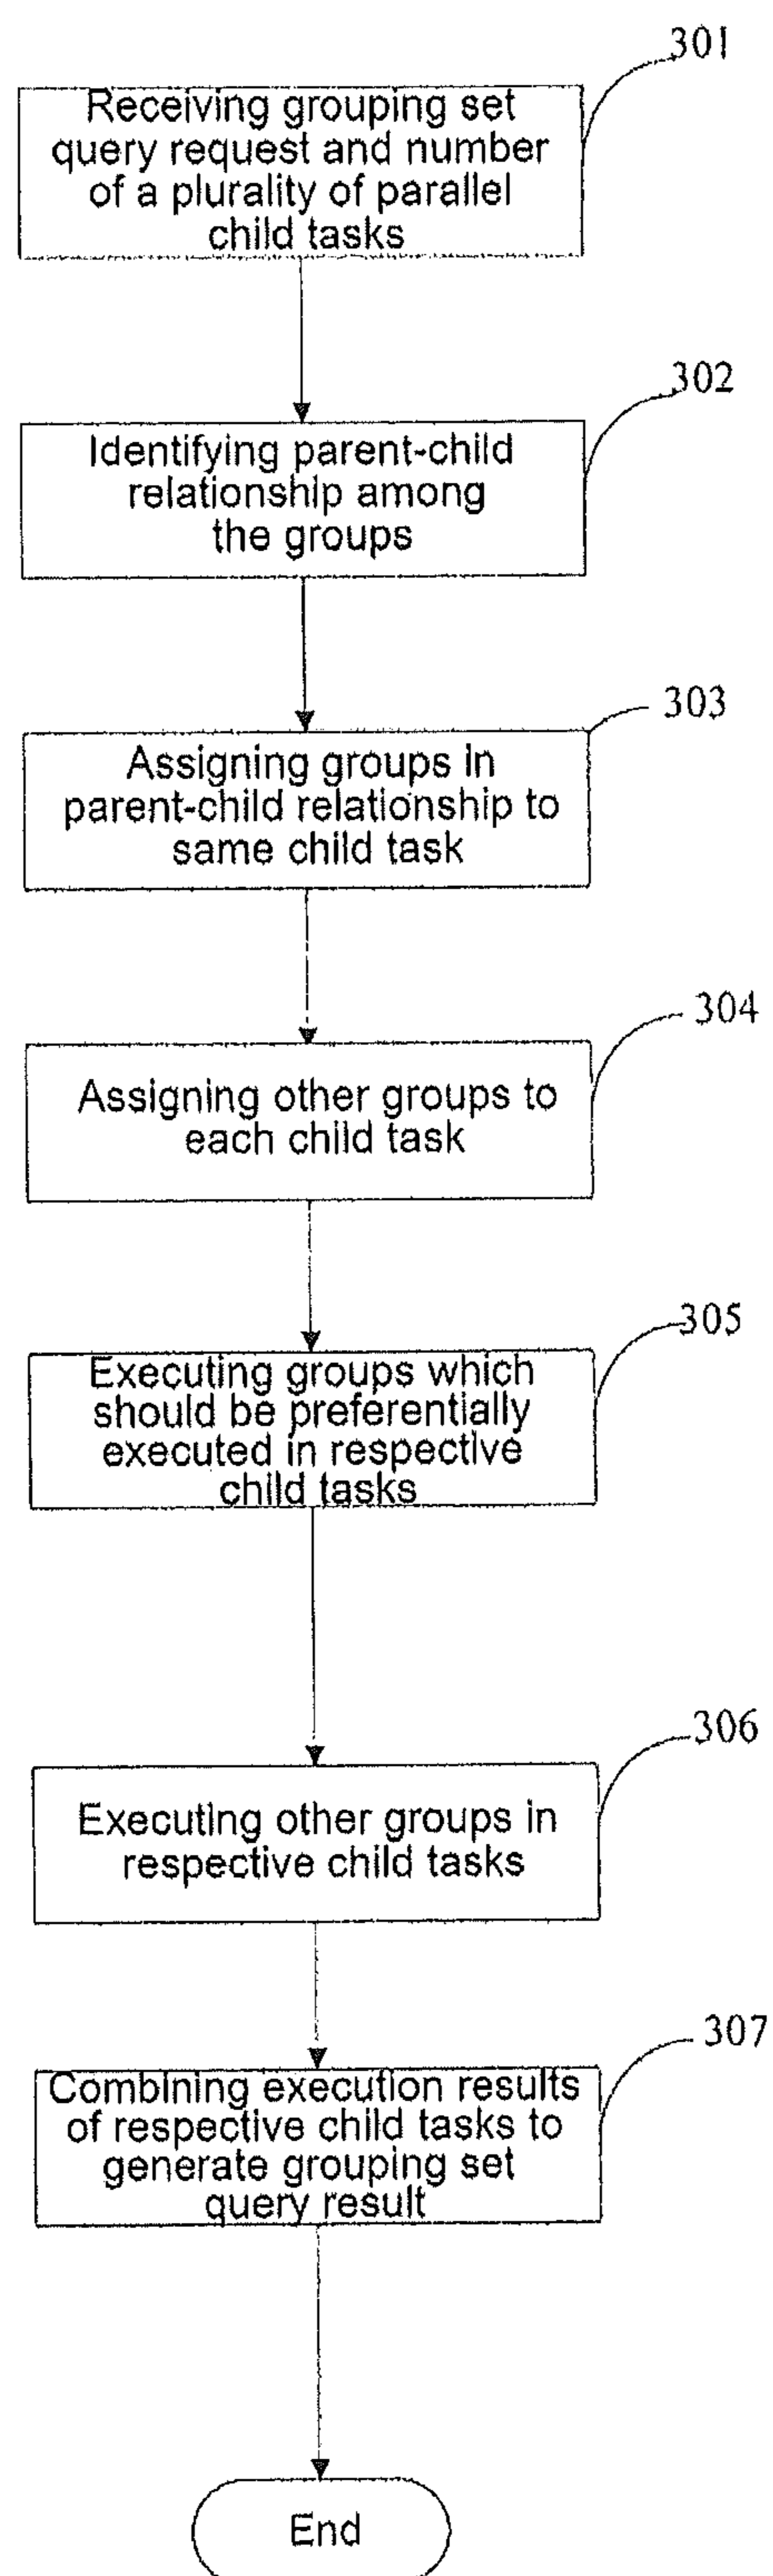 301
Receiving grouping set
query request and number
of a plurality of parallel
child tasks
302
Identifying parent-child
relationship among
the groups
303
Assigning groups in
parent-child relationship to
same child task
304
Assigning other groups to
each child task
305
Executing groups which
should be preferentially
executed in respective
child tasks
306
Executing other groups in
respective child tasks
307
Combining execution results
of respective child tasks to
generate grouping set
query result
End